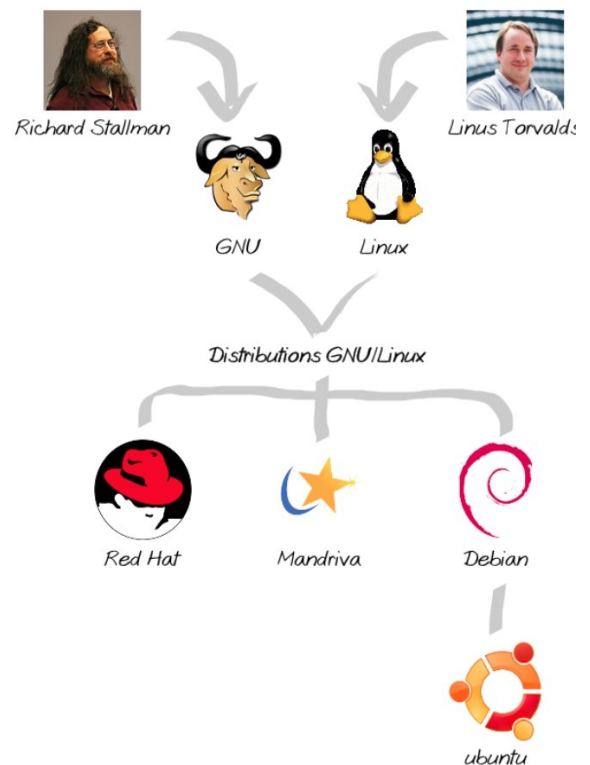 Richard Stallman
Linus Torvalds
GNU
Linux
Distributions GNU/Linux
Red Hat
Mandriva
Debian
ubuntu